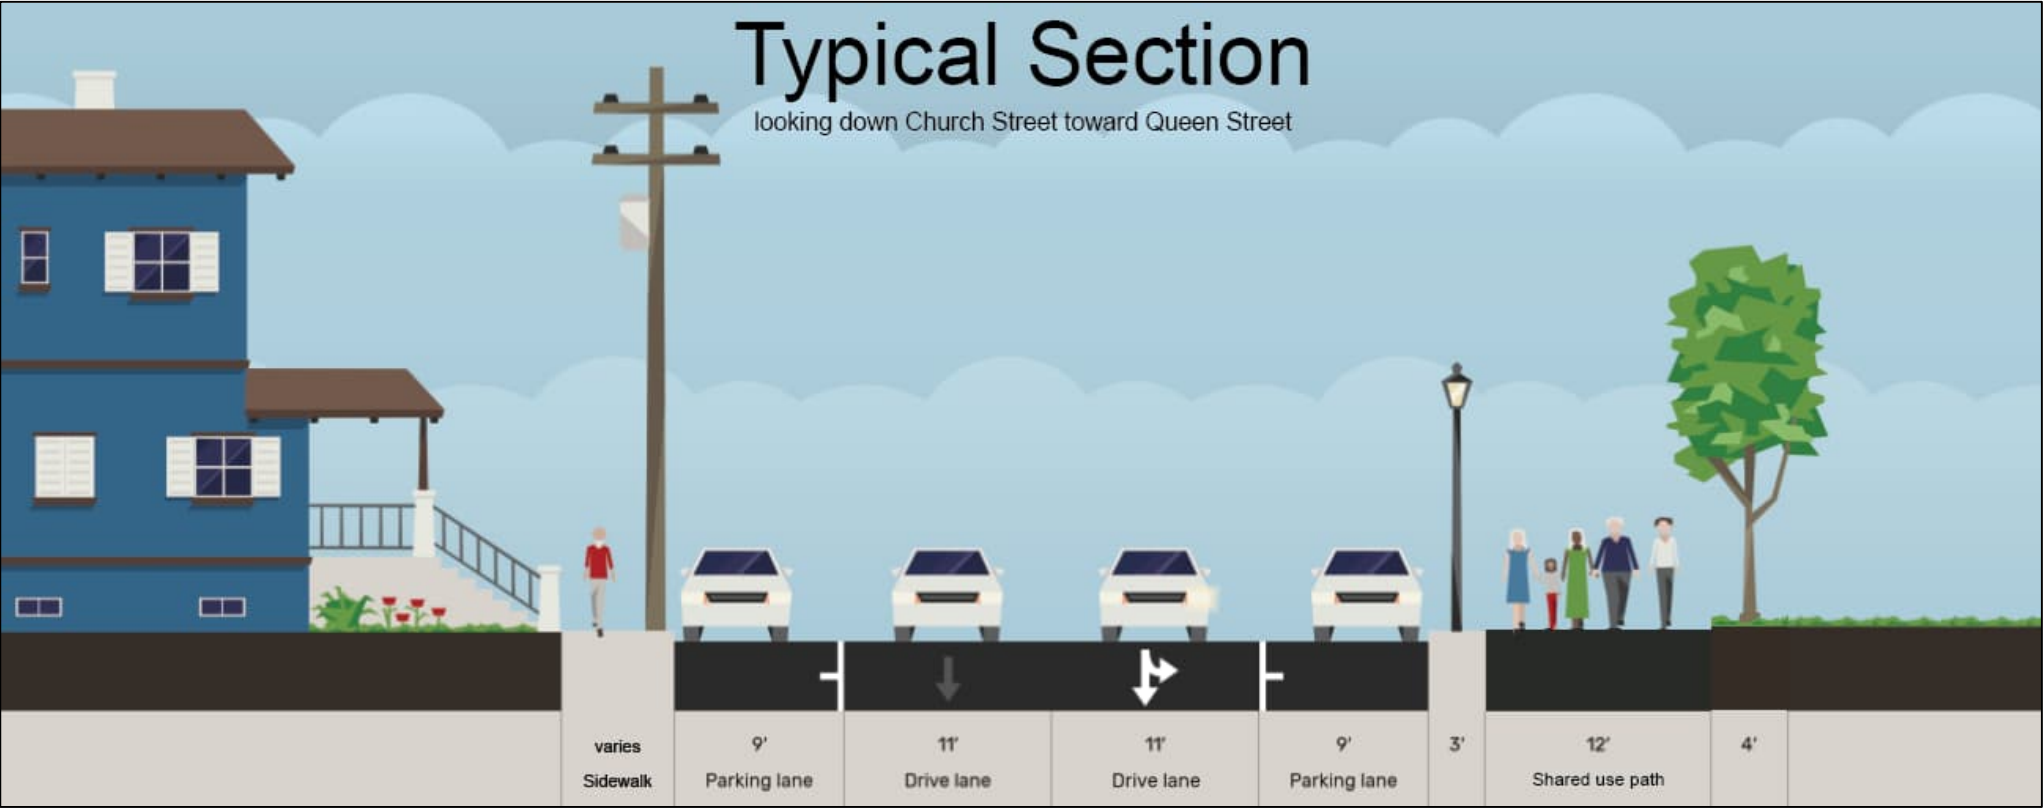 Typical Section
looking down Church Street toward Queen Street
varies 9' 11' 11' 9' 3' 12' 4'
Sidewalk Parking lane Drive lane Drive lane Parking lane Shared use path